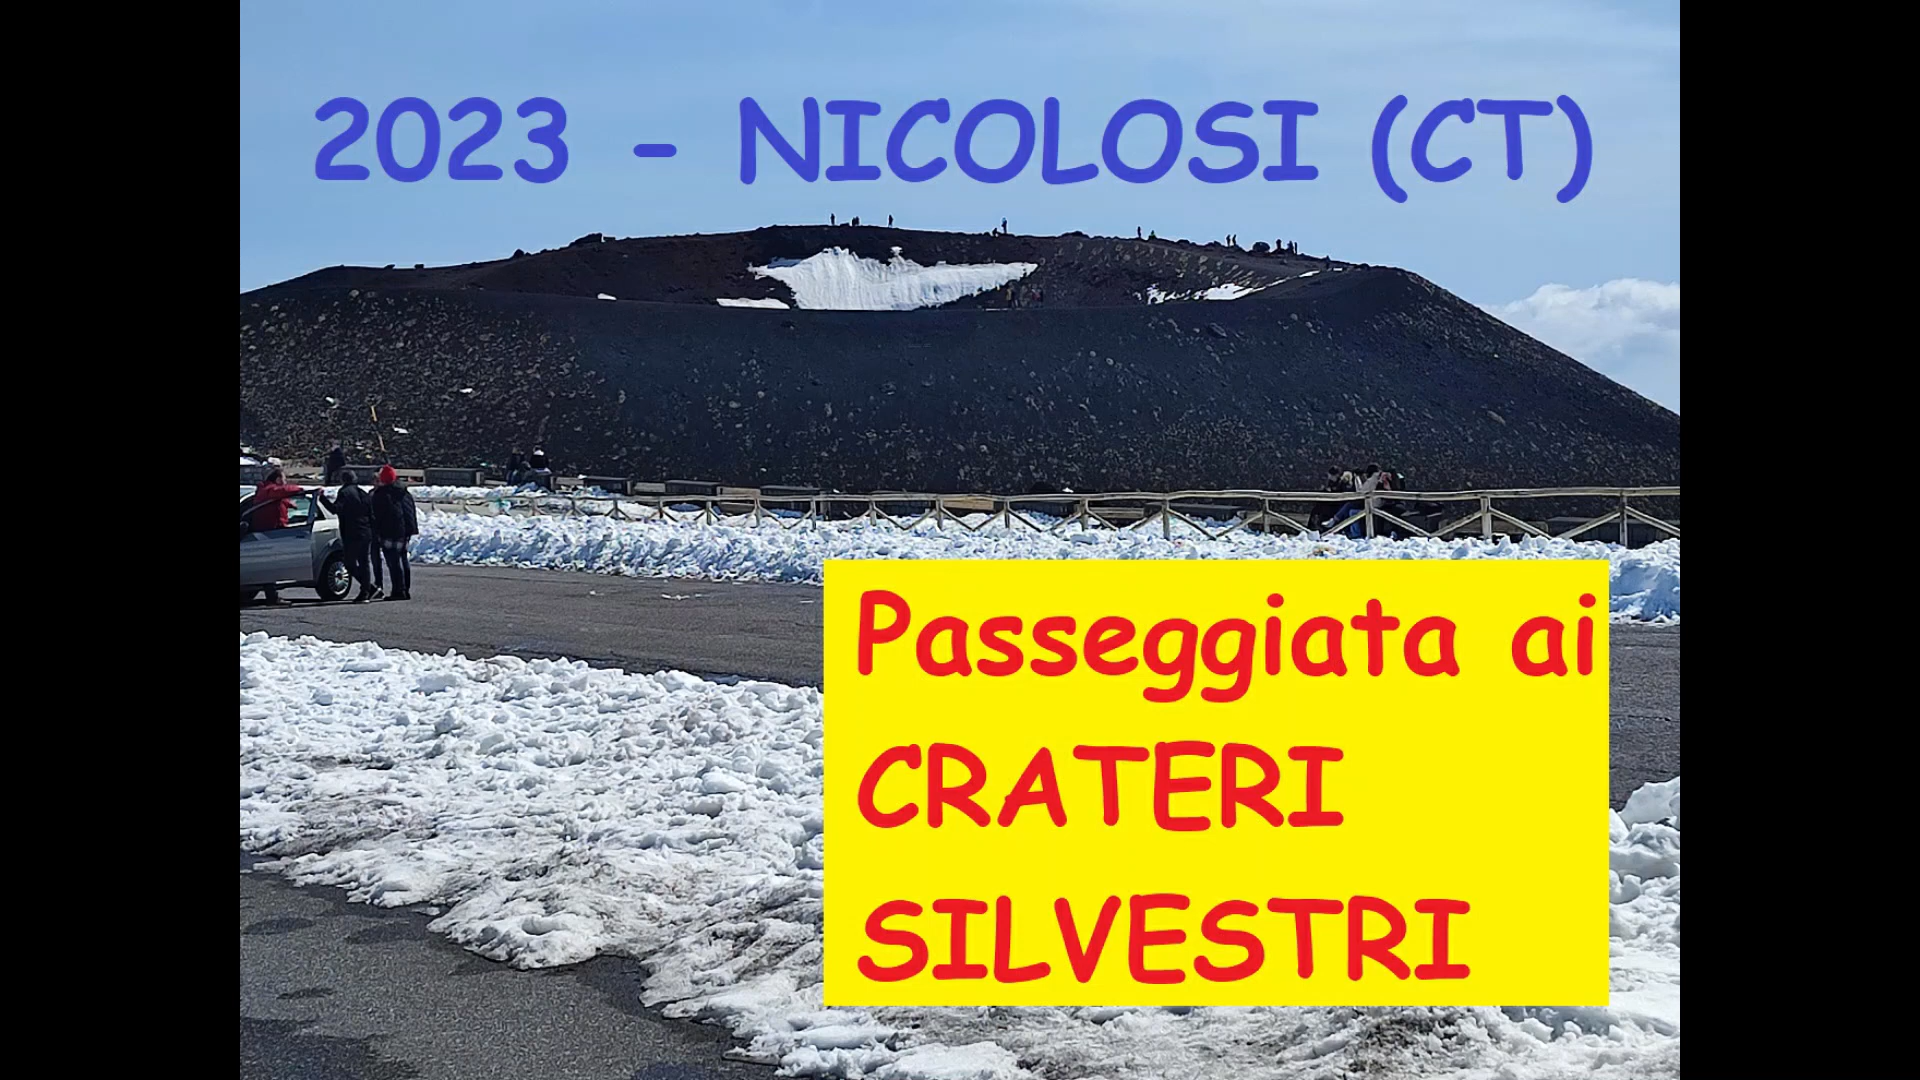 2023 - NICOLOSI (CT)
Passeggiata ai
CRATERI
SILVESTRI